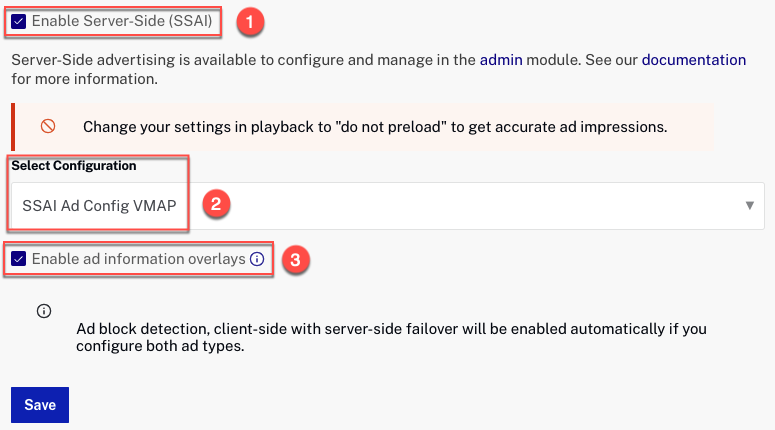 Enable Server-Side (SSAI) 1
Server-Side advertising is available to configure and manage in the admin module. See our documentation
for more information.
Change your settings in playback to "do not preload" to get accurate ad impressions.
Select Configuration
SSAI Ad Config VMAP 2
Enable ad information overlays 3
Ad block detection, client-side with server-side failover will be enabled automatically if you
configure both ad types.
Save